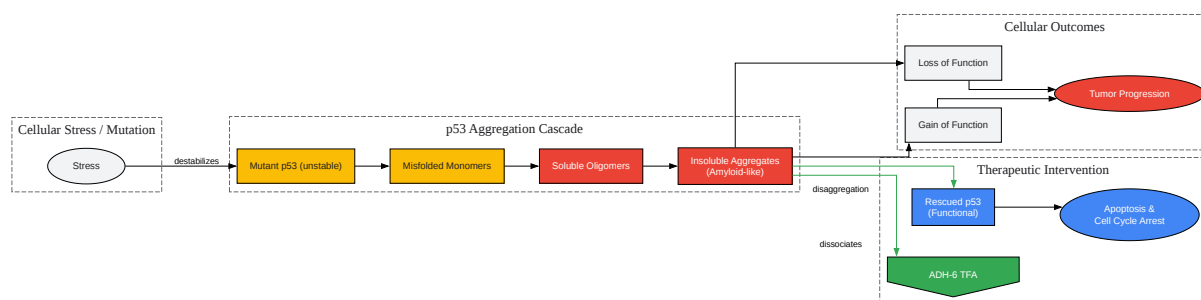 Cellular Stress / Mutation
Stress
destabilizes
p53 Aggregation Cascade
Mutant p53 (unstable)
Misfolded Monomers
Soluble Oligomers
Insoluble Aggregates
(Amyloid-like)
Cellular Outcomes
Loss of Function
Gain of Function
Tumor Progression
Therapeutic Intervention
disaggregation
Rescued p53
(Functional)
Apoptosis &
Cell Cycle Arrest
dissociates
ADH-6 TFA